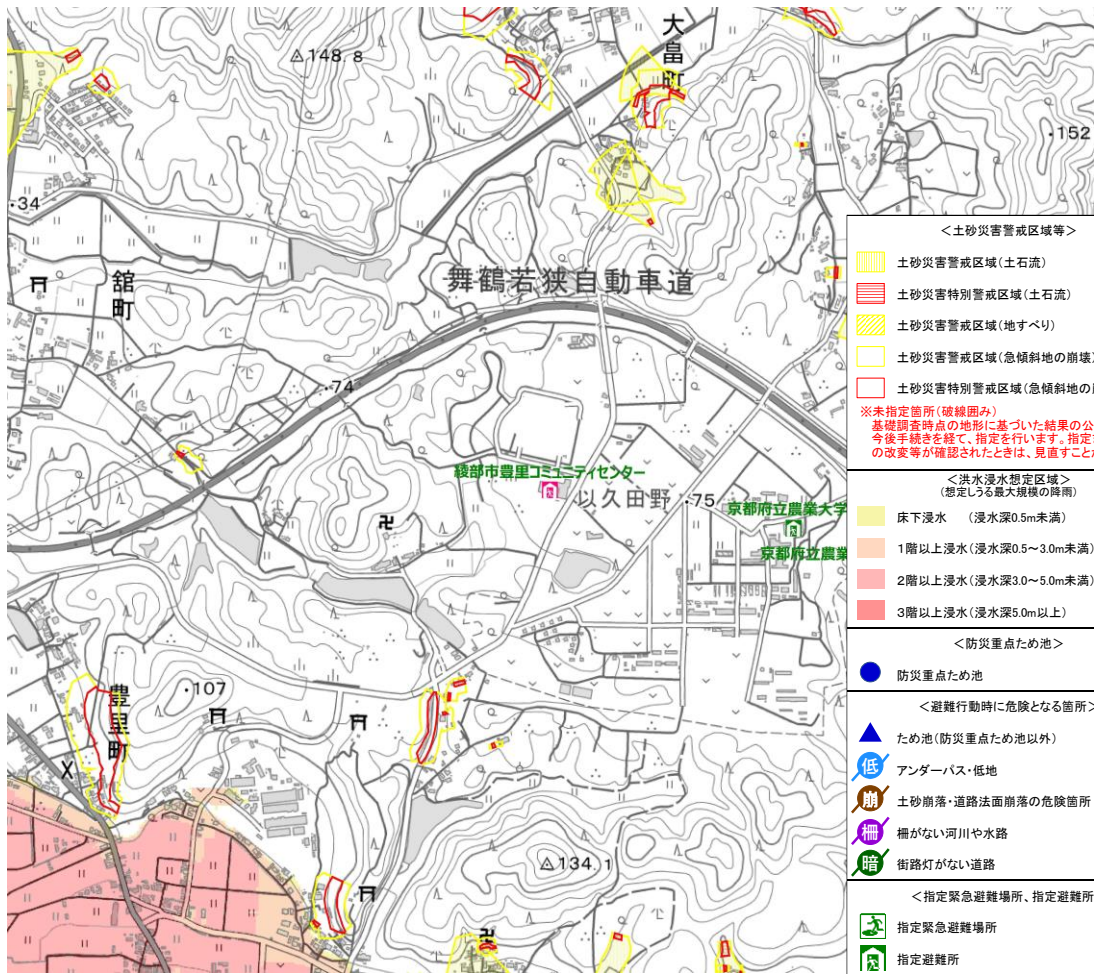 大畠町
148.8
152
34
舘町
舞鶴若狭自動車道
74
綾部市豊里コミュニティセンター
以久田野
75
京都府立農業大学
京都府立農業
107
豊里町
134.1
＜土砂災害警戒区域等＞
土砂災害警戒区域(土石流)
土砂災害特別警戒区域(土石流)
土砂災害警戒区域(地すべり)
土砂災害警戒区域(急傾斜地の崩壊)
土砂災害特別警戒区域(急傾斜地の
※未指定箇所(破線囲み)
基礎調査時点の地形に基づいた結果の公
今後手続きを経て、指定を行います。指定
の改変等が確認されたときは、見直すこと
＜洪水浸水想定区域＞
(想定しうる最大規模の降雨)
床下浸水　(浸水深0.5m未満)
1階以上浸水(浸水深0.5～3.0m未満)
2階以上浸水(浸水深3.0～5.0m未満)
3階以上浸水(浸水深5.0m以上)
＜防災重点ため池＞
防災重点ため池
＜避難行動時に危険となる箇所＞
ため池(防災重点ため池以外)
低 アンダーパス・低地
崩 土砂崩落・道路法面崩落の危険箇所
柵 柵がない河川や水路
暗 街路灯がない道路
＜指定緊急避難場所、指定避難所
指定緊急避難場所
指定避難所